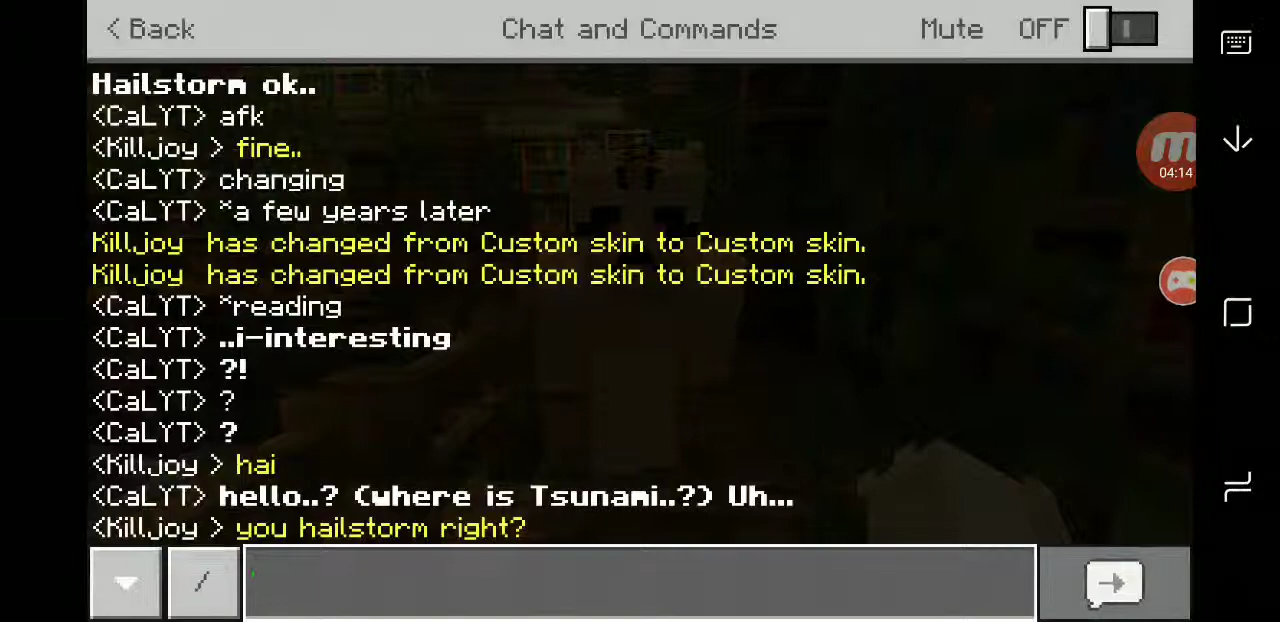 < Back Chat and Commands Mute OFF
Hailstorm ok..
<CaLYT> afk
<Killjoy > fine..
<CaLYT> changing
<CaLYT> *a few years later
Killjoy  has changed from Custom skin to Custom skin.
Killjoy  has changed from Custom skin to Custom skin.
<CaLYT> *reading
<CaLYT> ..i-interesting
<CaLYT> ?!
<CaLYT> ?
<CaLYT> ?
<Killjoy > hai
<CaLYT> hello..? (where is Tsunami..?) Uh...
<Killjoy > you hailstorm right?
/
04:14